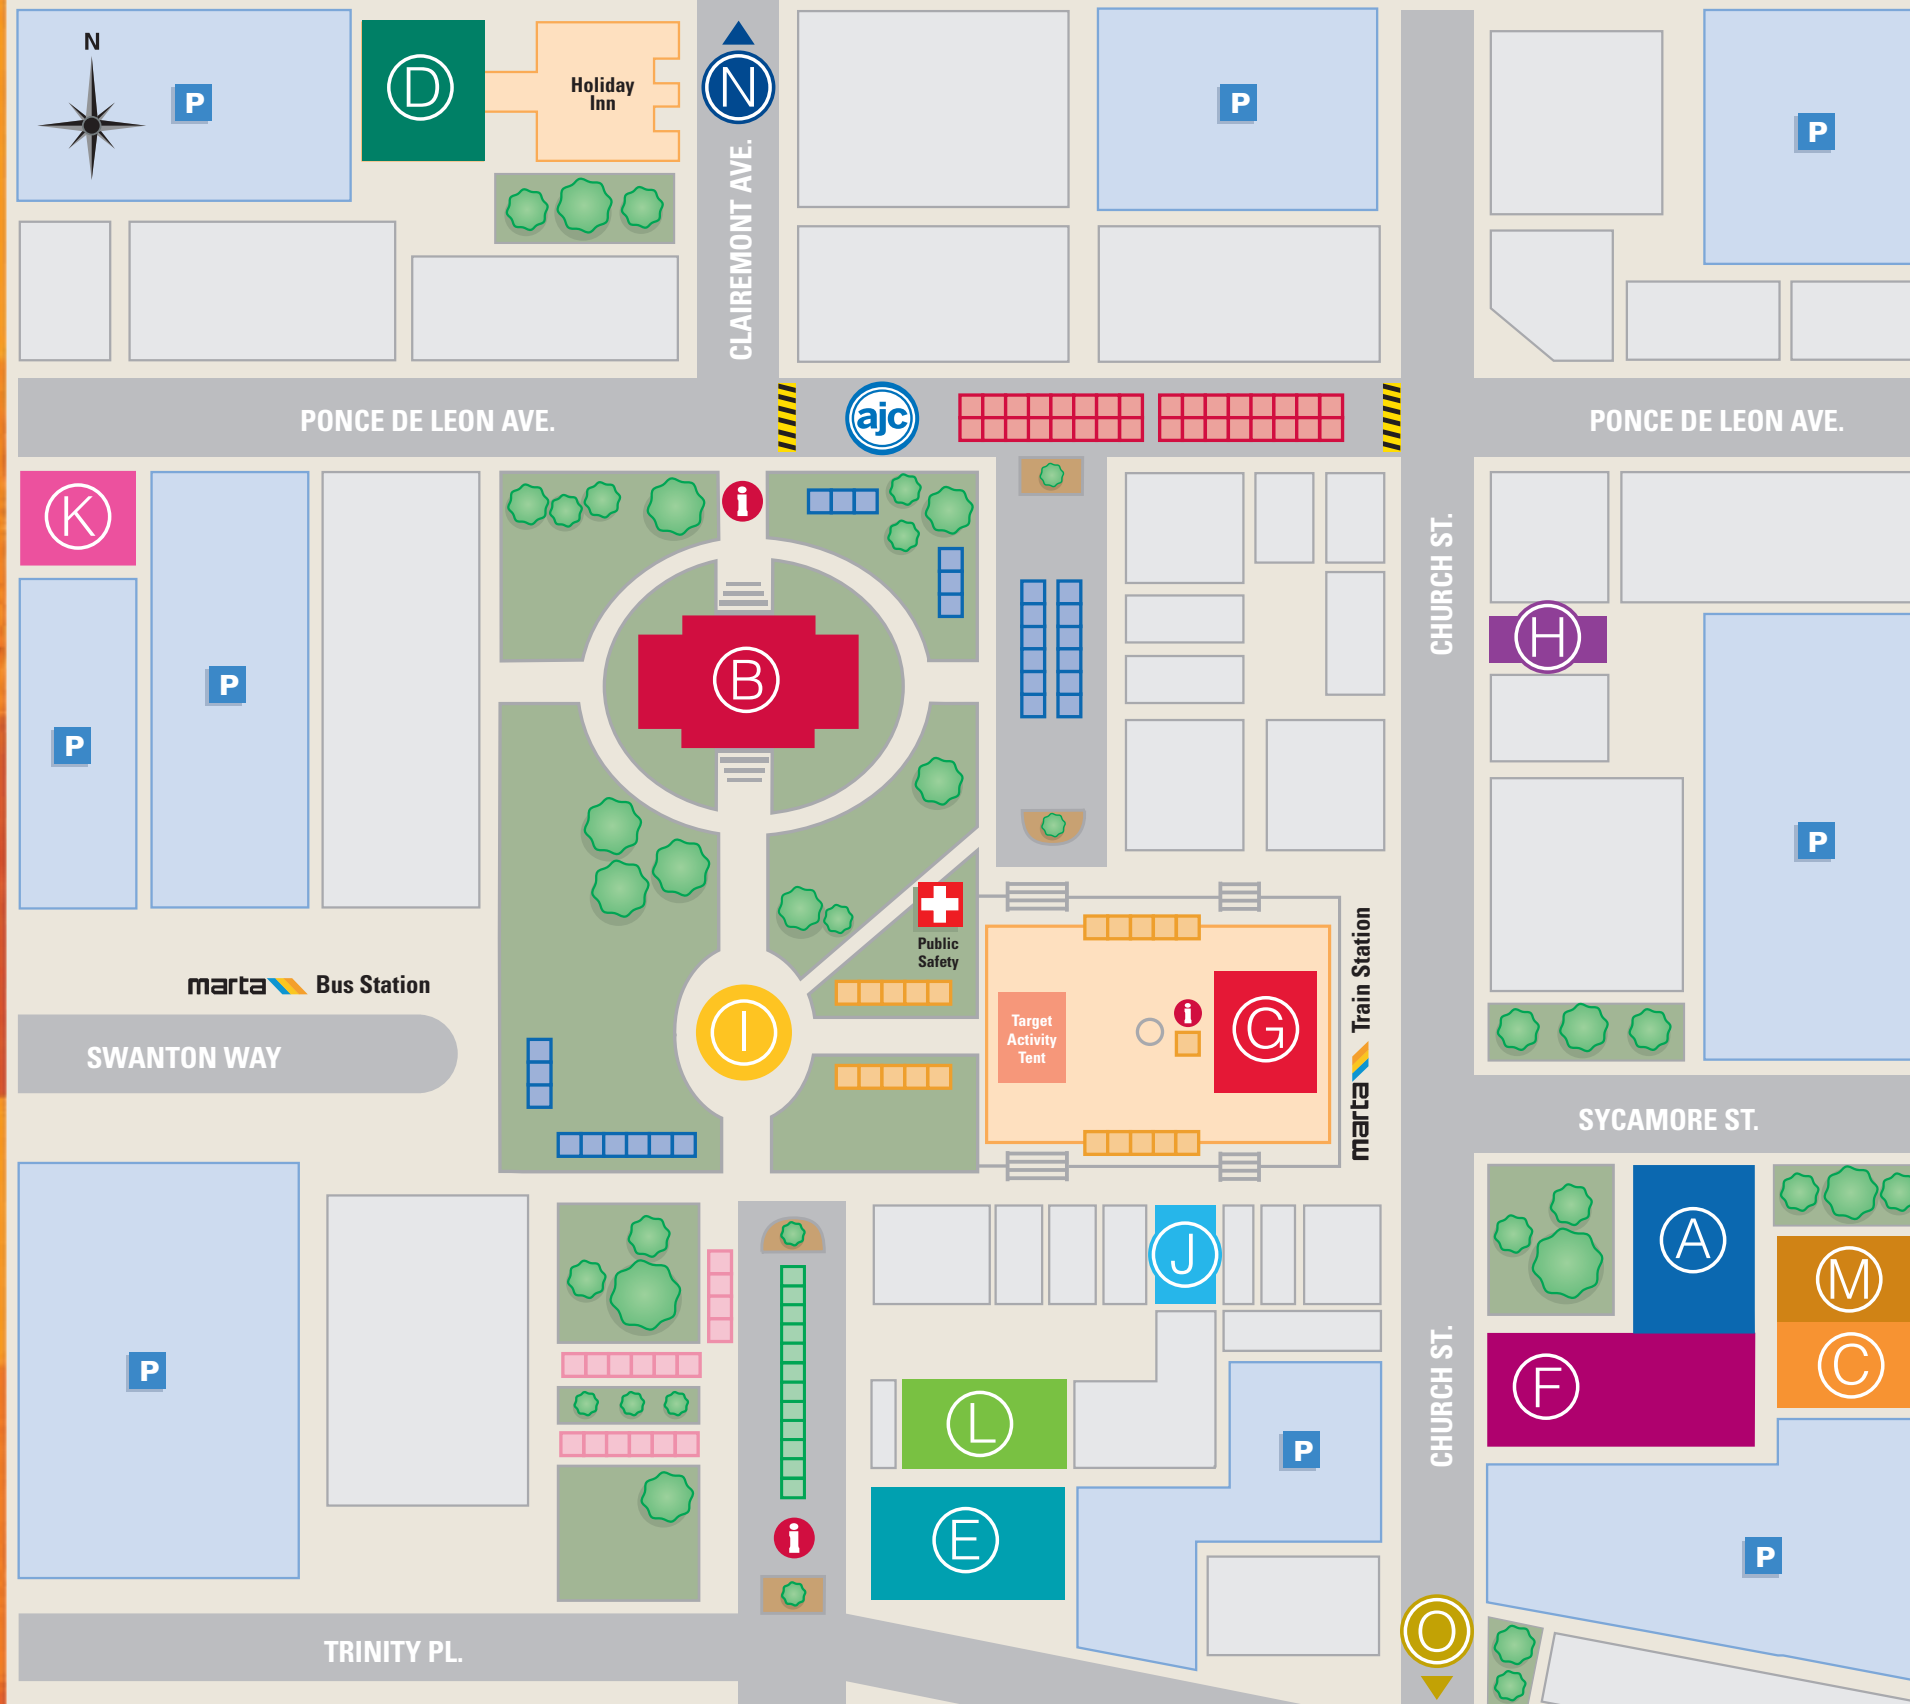 N
P
D
Holiday
Inn
N
P
P
CLAIREMONT AVE.
PONCE DE LEON AVE.
ajc
PONCE DE LEON AVE.
K
i
CHURCH ST.
H
P
P
B
P
Public
Safety
marta Bus Station
marta Train Station
SWANTON WAY
I
Target
Activity
Tent
i
G
SYCAMORE ST.
A
J
M
P
C
F
CHURCH ST.
L
P
E
i
P
O
TRINITY PL.